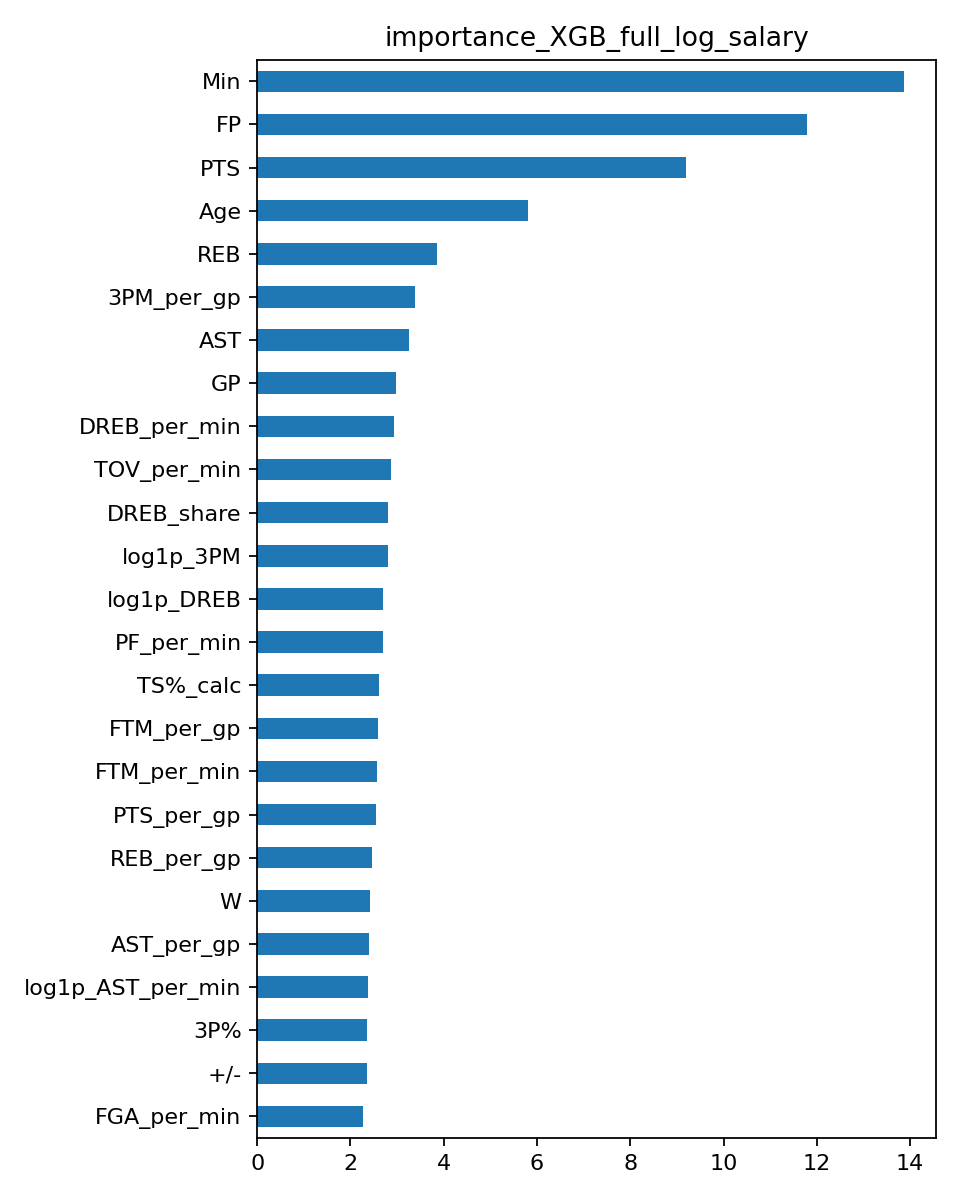 importance_XGB_full_log_salary
Min
FP
PTS
Age
REB
3PM_per_gp
AST
GP
DREB_per_min
TOV_per_min
DREB_share
log1p_3PM
log1p_DREB
PF_per_min
TS%_calc
FTM_per_gp
FTM_per_min
PTS_per_gp
REB_per_gp
W
AST_per_gp
log1p_AST_per_min
3P%
+/-
FGA_per_min
0 2 4 6 8 10 12 14